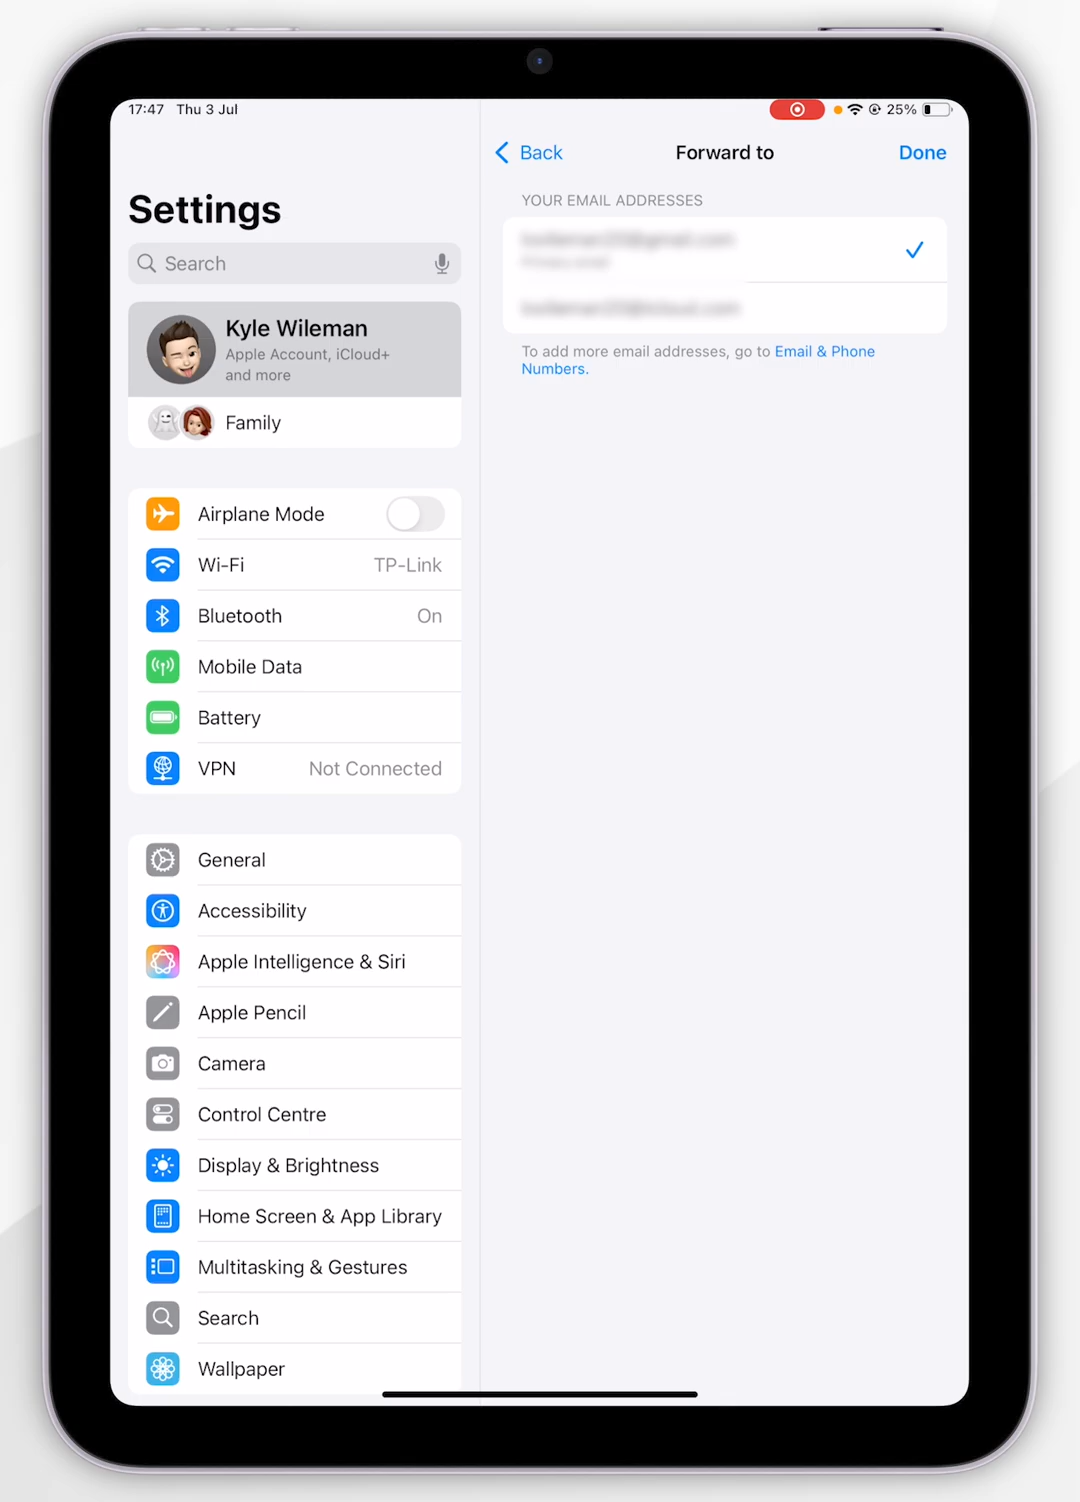 17:47 Thu 3 Jul
25%
Settings
Search
Kyle Wileman
Apple Account, iCloud+
and more
Family
Airplane Mode
Wi-Fi TP-Link
Bluetooth On
Mobile Data
Battery
VPN Not Connected
General
Accessibility
Apple Intelligence & Siri
Apple Pencil
Camera
Control Centre
Display & Brightness
Home Screen & App Library
Multitasking & Gestures
Search
Wallpaper
Back Forward to Done
YOUR EMAIL ADDRESSES
To add more email addresses, go to Email & Phone
Numbers.